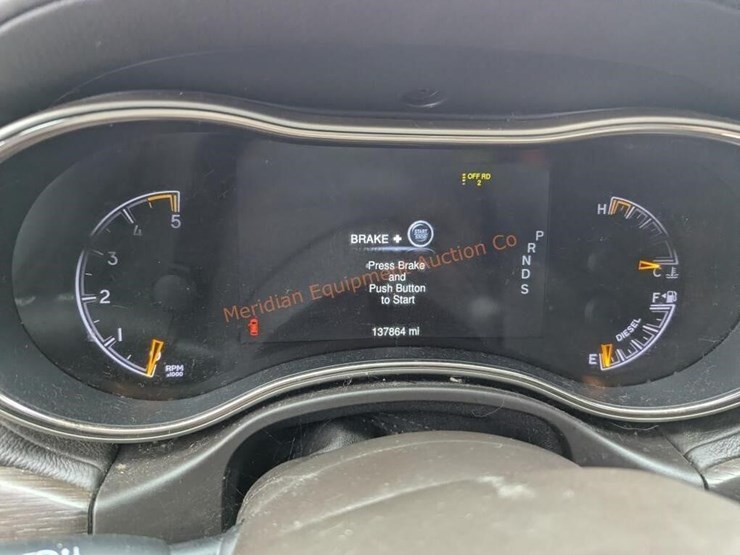 OFF RD
2
5
4
3
2
1
0
RPM
x1000
BRAKE +
START
STOP
Press Brake
and
Push Button
to Start
137864 mi
P
R
N
D
S
H
C
F
DIESEL
E
Meridian Equipment Auction Co